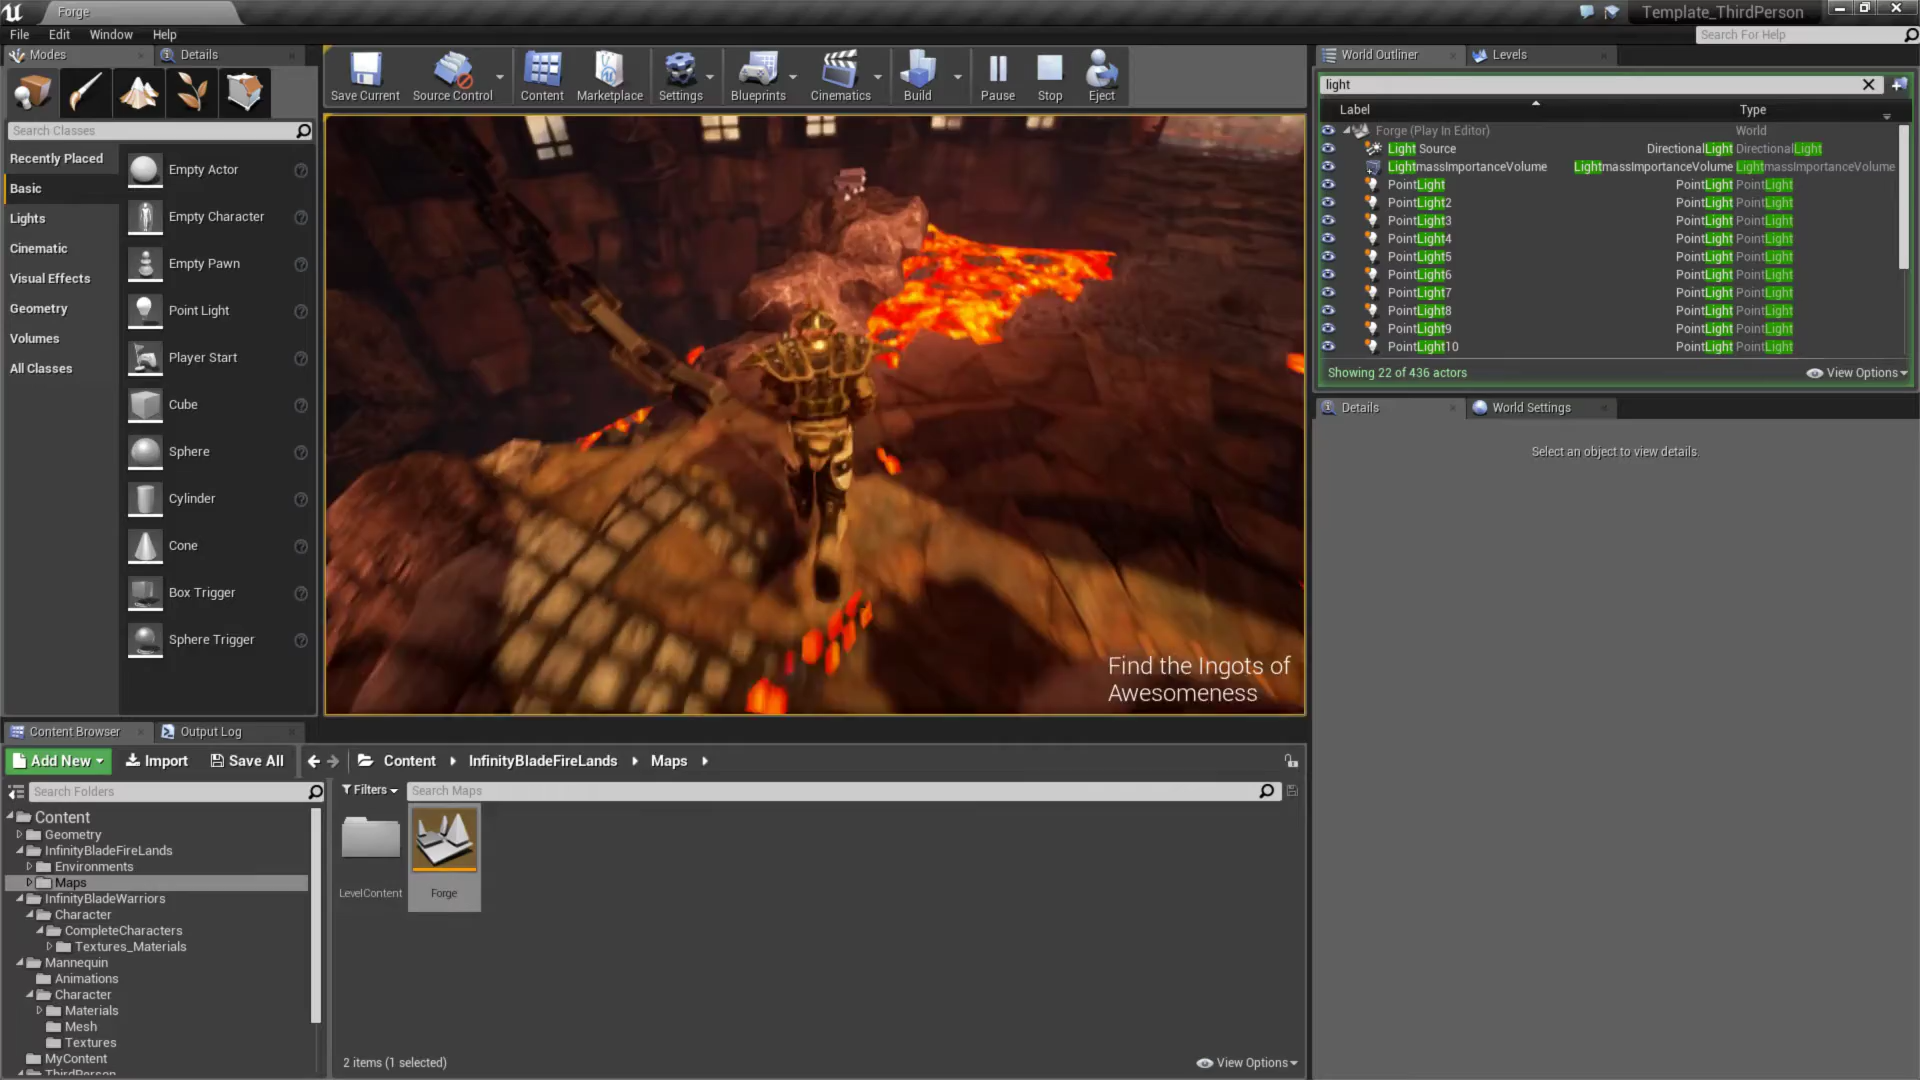 Forge
Template_ThirdPerson
File Edit Window Help
Search For Help
Modes
Details
Search Classes
Recently Placed
Basic
Lights
Cinematic
Visual Effects
Geometry
Volumes
All Classes
Empty Actor
Empty Character
Empty Pawn
Point Light
Player Start
Cube
Sphere
Cylinder
Cone
Box Trigger
Sphere Trigger
Save Current
Source Control
Content
Marketplace
Settings
Blueprints
Cinematics
Build
Pause
Stop
Eject
Find the Ingots of
Awesomeness
World Outliner
Levels
light
Label Type
Forge (Play In Editor) World
Light Source DirectionalLight DirectionalLight
LightmassImportanceVolume LightmassImportanceVolume LightmassImportanceVolume
PointLight PointLight PointLight
PointLight2 PointLight PointLight
PointLight3 PointLight PointLight
PointLight4 PointLight PointLight
PointLight5 PointLight PointLight
PointLight6 PointLight PointLight
PointLight7 PointLight PointLight
PointLight8 PointLight PointLight
PointLight9 PointLight PointLight
PointLight10 PointLight PointLight
Showing 22 of 436 actors
View Options
Details
World Settings
Select an object to view details.
Content Browser
Output Log
Add New
Import
Save All
Content
InfinityBladeFireLands
Maps
Search Folders
Content
Geometry
InfinityBladeFireLands
Environments
Maps
InfinityBladeWarriors
Character
CompleteCharacters
Textures_Materials
Mannequin
Animations
Character
Materials
Mesh
Textures
MyContent
ThirdPerson
Filters
Search Maps
LevelContent
Forge
2 items (1 selected)
View Options